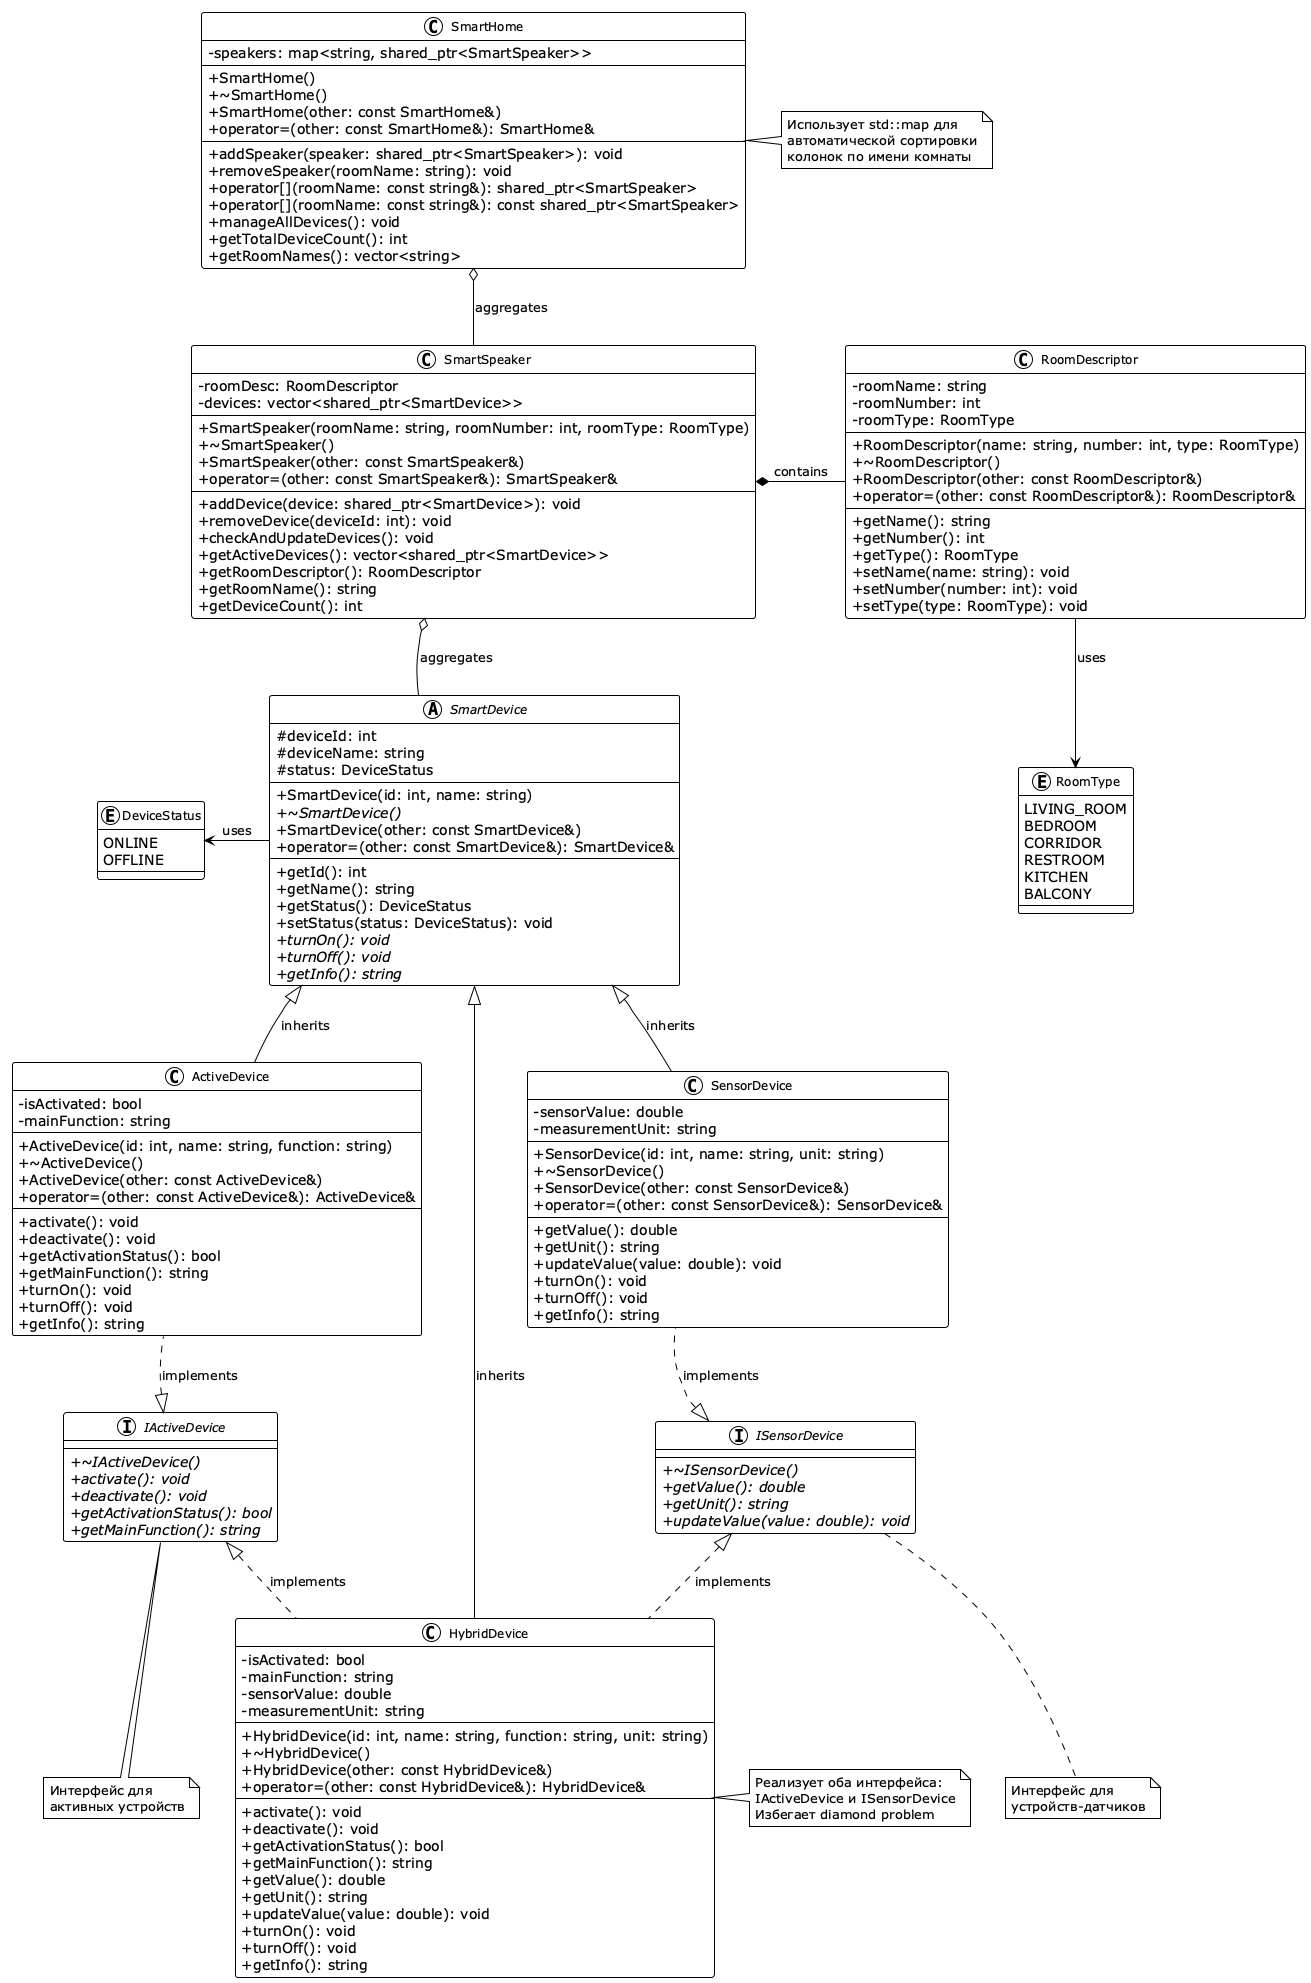 C SmartHome
-speakers: map<string, shared_ptr<SmartSpeaker>>
+SmartHome()
+~SmartHome()
+SmartHome(other: const SmartHome&)
+operator=(other: const SmartHome&): SmartHome&
+addSpeaker(speaker: shared_ptr<SmartSpeaker>): void
+removeSpeaker(roomName: string): void
+operator[](roomName: const string&): shared_ptr<SmartSpeaker>
+operator[](roomName: const string&): const shared_ptr<SmartSpeaker>
+manageAllDevices(): void
+getTotalDeviceCount(): int
+getRoomNames(): vector<string>
Использует std::map для
автоматической сортировки
колонок по имени комнаты
aggregates
C SmartSpeaker
-roomDesc: RoomDescriptor
-devices: vector<shared_ptr<SmartDevice>>
+SmartSpeaker(roomName: string, roomNumber: int, roomType: RoomType)
+~SmartSpeaker()
+SmartSpeaker(other: const SmartSpeaker&)
+operator=(other: const SmartSpeaker&): SmartSpeaker&
+addDevice(device: shared_ptr<SmartDevice>): void
+removeDevice(deviceId: int): void
+checkAndUpdateDevices(): void
+getActiveDevices(): vector<shared_ptr<SmartDevice>>
+getRoomDescriptor(): RoomDescriptor
+getRoomName(): string
+getDeviceCount(): int
contains
C RoomDescriptor
-roomName: string
-roomNumber: int
-roomType: RoomType
+RoomDescriptor(name: string, number: int, type: RoomType)
+~RoomDescriptor()
+RoomDescriptor(other: const RoomDescriptor&)
+operator=(other: const RoomDescriptor&): RoomDescriptor&
+getName(): string
+getNumber(): int
+getType(): RoomType
+setName(name: string): void
+setNumber(number: int): void
+setType(type: RoomType): void
aggregates
uses
A SmartDevice
#deviceId: int
#deviceName: string
#status: DeviceStatus
+SmartDevice(id: int, name: string)
+~SmartDevice()
+SmartDevice(other: const SmartDevice&)
+operator=(other: const SmartDevice&): SmartDevice&
+getId(): int
+getName(): string
+getStatus(): DeviceStatus
+setStatus(status: DeviceStatus): void
+turnOn(): void
+turnOff(): void
+getInfo(): string
E DeviceStatus
ONLINE
OFFLINE
uses
E RoomType
LIVING_ROOM
BEDROOM
CORRIDOR
RESTROOM
KITCHEN
BALCONY
inherits
inherits
C ActiveDevice
-isActivated: bool
-mainFunction: string
+ActiveDevice(id: int, name: string, function: string)
+~ActiveDevice()
+ActiveDevice(other: const ActiveDevice&)
+operator=(other: const ActiveDevice&): ActiveDevice&
+activate(): void
+deactivate(): void
+getActivationStatus(): bool
+getMainFunction(): string
+turnOn(): void
+turnOff(): void
+getInfo(): string
C SensorDevice
-sensorValue: double
-measurementUnit: string
+SensorDevice(id: int, name: string, unit: string)
+~SensorDevice()
+SensorDevice(other: const SensorDevice&)
+operator=(other: const SensorDevice&): SensorDevice&
+getValue(): double
+getUnit(): string
+updateValue(value: double): void
+turnOn(): void
+turnOff(): void
+getInfo(): string
implements
inherits
implements
I IActiveDevice
+~IActiveDevice()
+activate(): void
+deactivate(): void
+getActivationStatus(): bool
+getMainFunction(): string
I ISensorDevice
+~ISensorDevice()
+getValue(): double
+getUnit(): string
+updateValue(value: double): void
implements
implements
C HybridDevice
-isActivated: bool
-mainFunction: string
-sensorValue: double
-measurementUnit: string
+HybridDevice(id: int, name: string, function: string, unit: string)
+~HybridDevice()
+HybridDevice(other: const HybridDevice&)
+operator=(other: const HybridDevice&): HybridDevice&
+activate(): void
+deactivate(): void
+getActivationStatus(): bool
+getMainFunction(): string
+getValue(): double
+getUnit(): string
+updateValue(value: double): void
+turnOn(): void
+turnOff(): void
+getInfo(): string
Интерфейс для
активных устройств
Реализует оба интерфейса:
IActiveDevice и ISensorDevice
Избегает diamond problem
Интерфейс для
устройств-датчиков